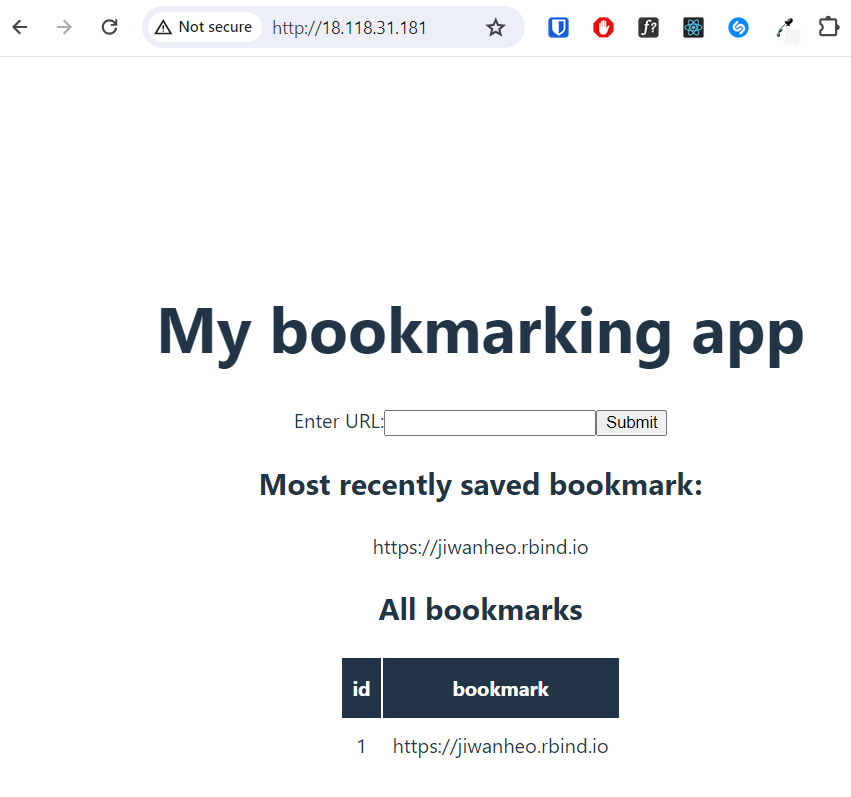 Not secure http://18.118.31.181 f?
My bookmarking app
Enter URL: Submit
Most recently saved bookmark:
https://jiwanheo.rbind.io
All bookmarks
id bookmark
1 https://jiwanheo.rbind.io